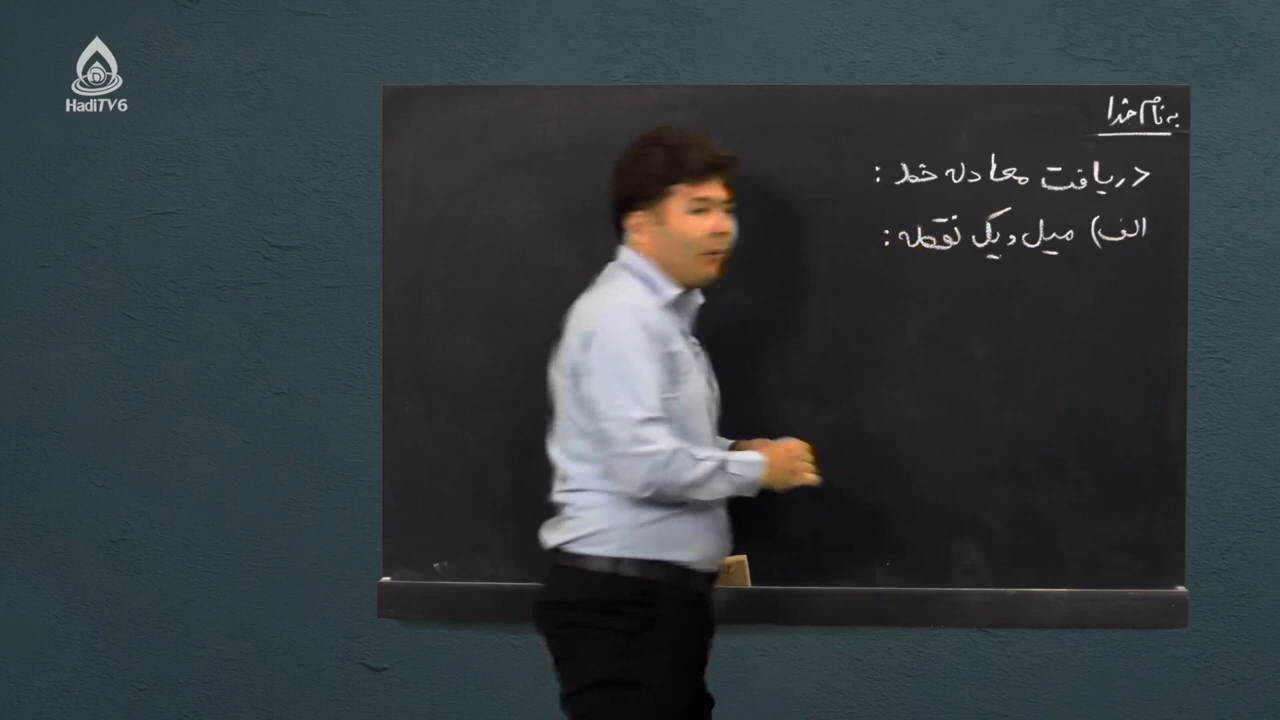 HadiTV6
به نام خدا
دریافت معادله خط :
الف) میل و یک نقطه :